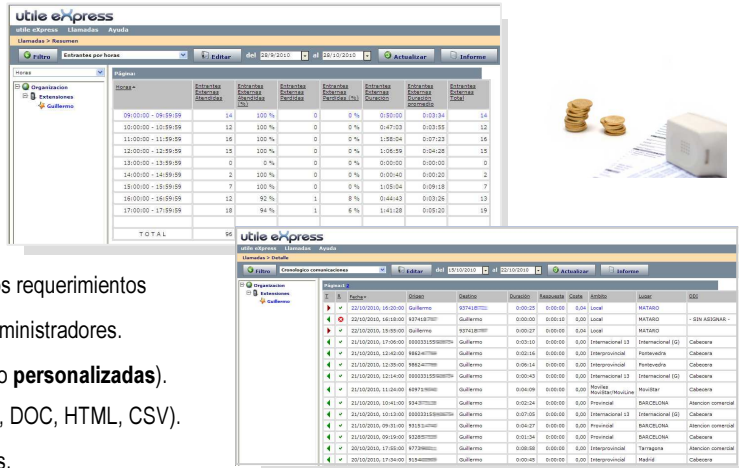 utile eXpress
utile eXpress Llamadas Ayuda
Llamadas > Resumen
Filtro Entrantes por horas Editar del 28/9/2010 al 28/10/2010 Actualizar Informe
Horas Página:
Organizacion
Extensiones
Guillermo
Horas Entrantes Externas Atendidas Entrantes Externas Atendidas (%) Entrantes Externas Perdidas Entrantes Externas Perdidas (%) Entrantes Externas Duración Entrantes Externas Duración promedio Entrantes Externas Total
09:00:00 - 09:59:59 14 100 % 0 0 % 0:50:00 0:03:34 14
10:00:00 - 10:59:59 12 100 % 0 0 % 0:47:03 0:03:55 12
11:00:00 - 11:59:59 16 100 % 0 0 % 1:58:04 0:07:23 16
12:00:00 - 12:59:59 15 100 % 0 0 % 1:06:59 0:04:28 15
13:00:00 - 13:59:59 0 0 % 0 0 % 0:00:00 0:00:00 0
14:00:00 - 14:59:59 2 100 % 0 0 % 0:00:40 0:00:20 2
15:00:00 - 15:59:59 7 100 % 0 0 % 1:05:04 0:09:18 7
16:00:00 - 16:59:59 12 92 % 1 8 % 0:44:43 0:03:26 13
17:00:00 - 17:59:59 18 94 % 1 6 % 1:41:28 0:05:20 19
TOTAL 96
os requerimientos
ministradores.
o personalizadas).
, DOC, HTML, CSV).
s.
utile eXpress
utile eXpress Llamadas Ayuda
Llamadas > Detalle
Filtro Cronologico comunicaciones Editar del 15/10/2010 al 22/10/2010 Actualizar Informe
Organizacion
Extensiones
Guillermo
T. R. Fecha Origen Destino Duración Respuesta Coste Ambito Lugar DDI
22/10/2010, 16:20:00 Guillermo 937418 0:00:25 0:00:00 0,04 Local MATARO
22/10/2010, 16:18:00 937418 Guillermo 0:00:00 0:00:10 0,00 Local MATARO - SIN ASIGNAR -
22/10/2010, 15:55:00 Guillermo 937418 0:00:27 0:00:00 0,04 Local MATARO
21/10/2010, 17:06:00 000033155 Guillermo 0:03:10 0:00:00 0,00 Internacional 13 Internacional (G) Cabecera
21/10/2010, 12:42:00 98624 Guillermo 0:02:16 0:00:00 0,00 Interprovincial Pontevedra Cabecera
21/10/2010, 12:35:00 98624 Guillermo 0:06:14 0:00:00 0,00 Interprovincial Pontevedra Cabecera
21/10/2010, 12:14:00 000033155 Guillermo 0:00:43 0:00:00 0,00 Internacional 13 Internacional (G) Cabecera
21/10/2010, 11:24:00 60971 Guillermo 0:04:09 0:00:00 0,00 Moviles MoviStar/MoviLine MoviStar Cabecera
21/10/2010, 10:41:00 934 Guillermo 0:02:24 0:00:00 0,00 Provincial BARCELONA Atencion comercial
21/10/2010, 10:13:00 000033155 Guillermo 0:07:05 0:00:00 0,00 Internacional 13 Internacional (G) Cabecera
21/10/2010, 09:31:00 9315 Guillermo 0:04:27 0:00:00 0,00 Provincial BARCELONA Atencion comercial
21/10/2010, 09:19:00 93285 Guillermo 0:01:34 0:00:00 0,00 Provincial BARCELONA Cabecera
20/10/2010, 17:55:00 97739 Guillermo 0:08:58 0:00:00 0,00 Interprovincial Tarragona Atencion comercial
20/10/2010, 17:34:00 9154 Guillermo 0:00:45 0:00:00 0,00 Interprovincial Madrid Cabecera